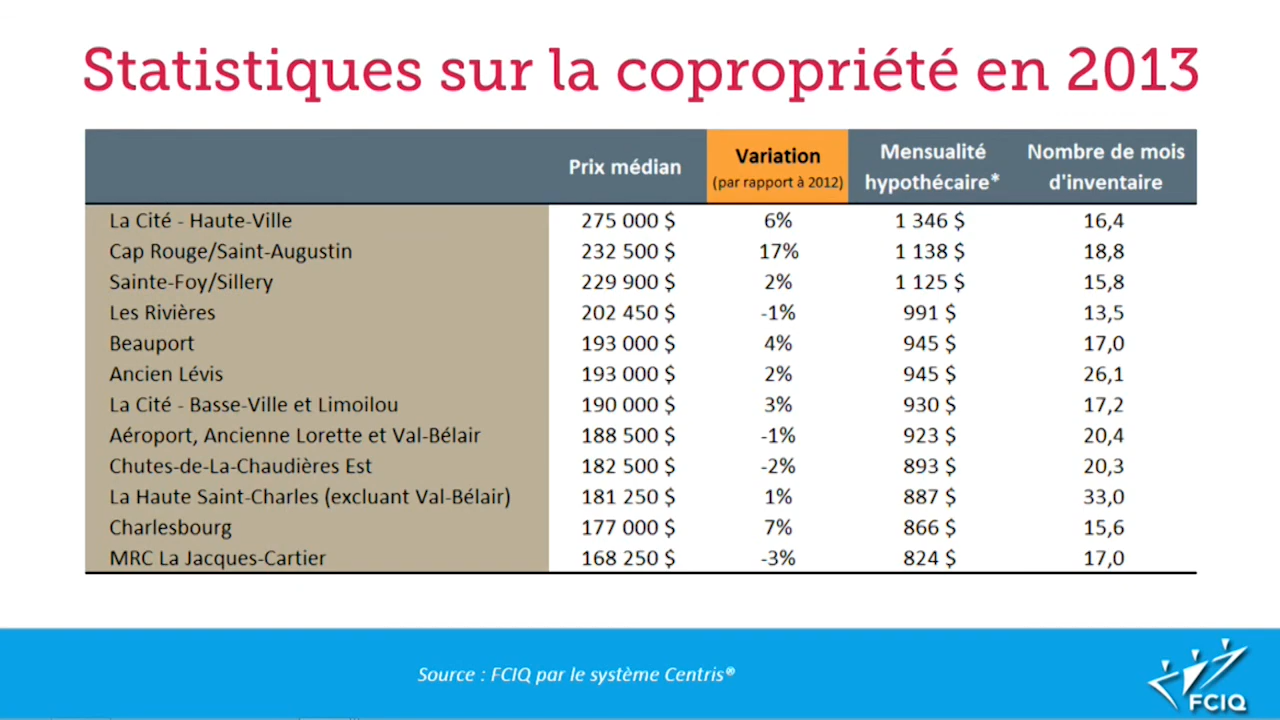 Statistiques sur la copropriété en 2013
Prix médian Variation (par rapport à 2012) Mensualité hypothécaire* Nombre de mois d'inventaire
La Cité - Haute-Ville 275 000 $ 6% 1 346 $ 16,4
Cap Rouge/Saint-Augustin 232 500 $ 17% 1 138 $ 18,8
Sainte-Foy/Sillery 229 900 $ 2% 1 125 $ 15,8
Les Rivières 202 450 $ -1% 991 $ 13,5
Beauport 193 000 $ 4% 945 $ 17,0
Ancien Lévis 193 000 $ 2% 945 $ 26,1
La Cité - Basse-Ville et Limoilou 190 000 $ 3% 930 $ 17,2
Aéroport, Ancienne Lorette et Val-Bélair 188 500 $ -1% 923 $ 20,4
Chutes-de-La-Chaudières Est 182 500 $ -2% 893 $ 20,3
La Haute Saint-Charles (excluant Val-Bélair) 181 250 $ 1% 887 $ 33,0
Charlesbourg 177 000 $ 7% 866 $ 15,6
MRC La Jacques-Cartier 168 250 $ -3% 824 $ 17,0
Source : FCIQ par le système Centris®
FCIQ